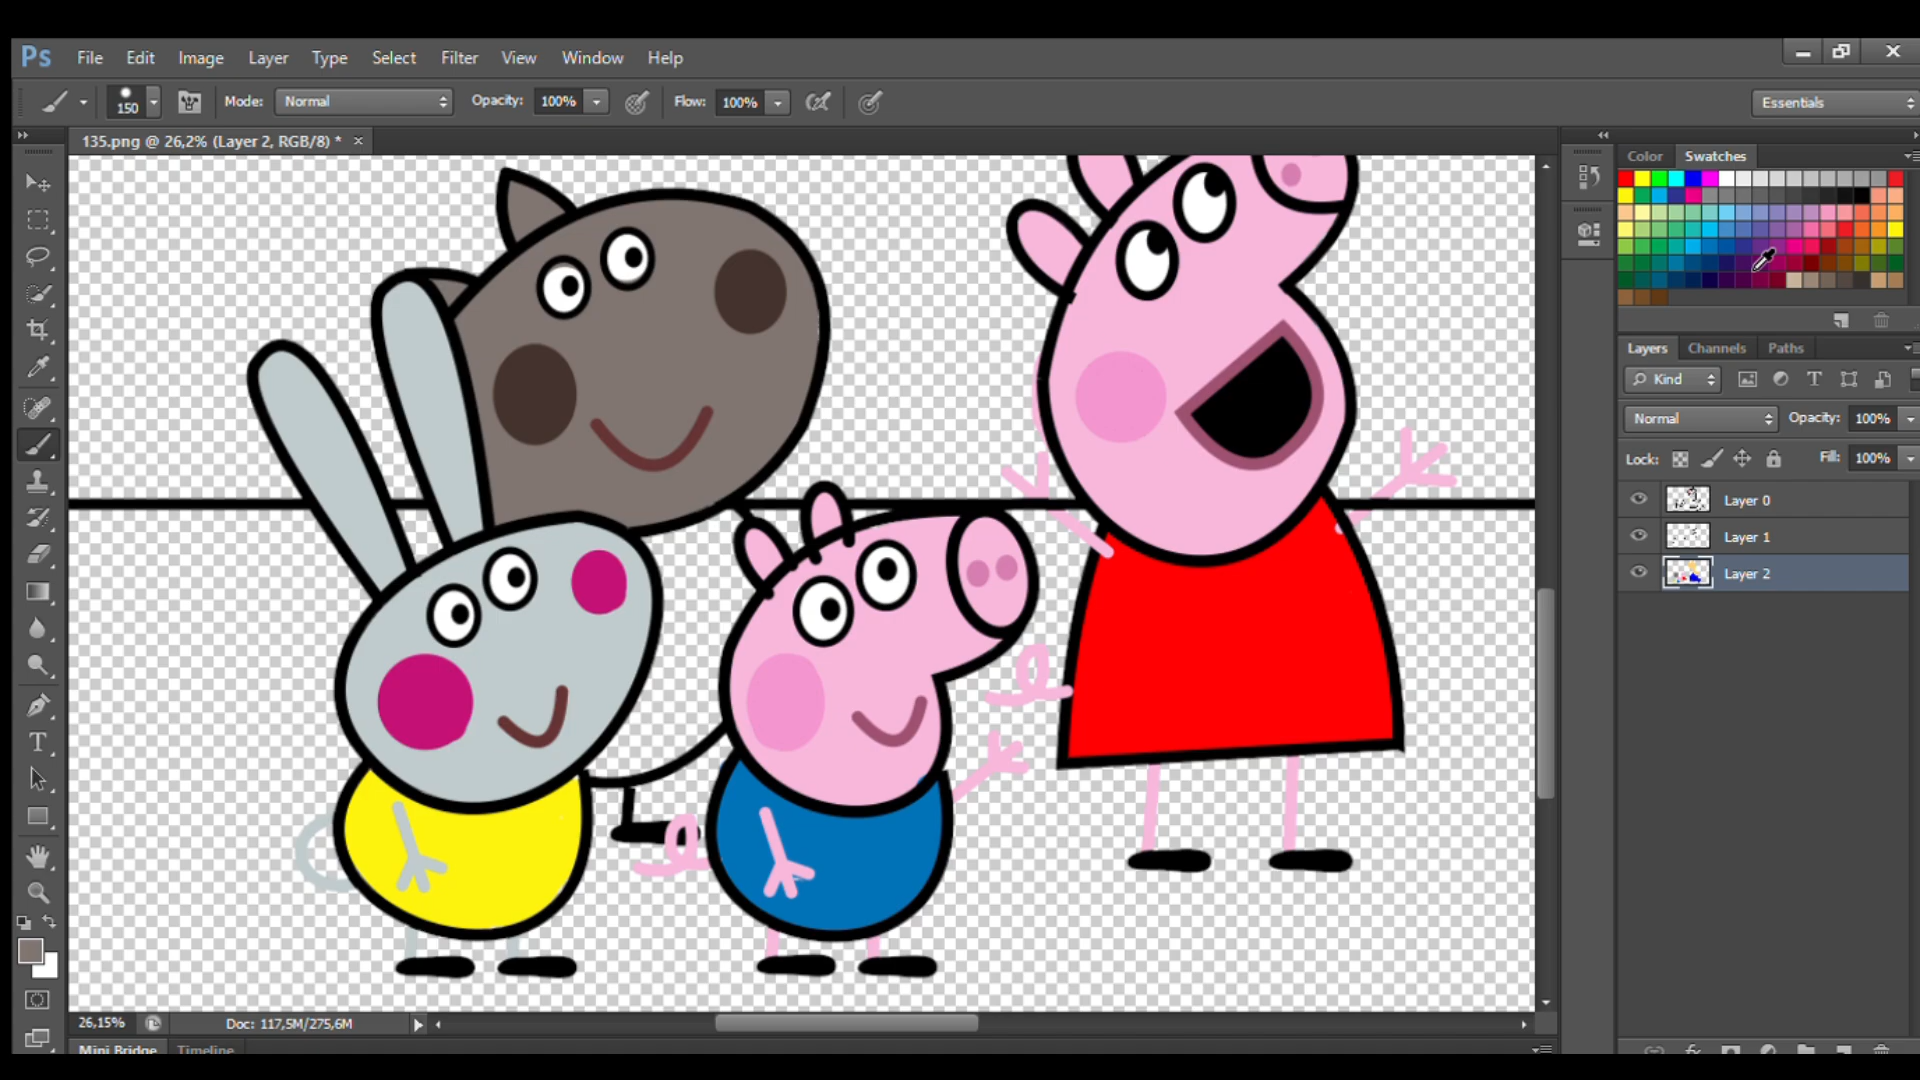 Ps File Edit Image Layer Type Select Filter View Window Help
150 Mode: Normal Opacity: 100% Flow: 100% Essentials
135.png @ 26,2% (Layer 2, RGB/8) * ×
Color Swatches
Layers Channels Paths
Kind
Normal Opacity: 100%
Lock: Fill: 100%
Layer 0
Layer 1
Layer 2
26,15% Doc: 117,5M/275,6M
Mini Bridge Timeline